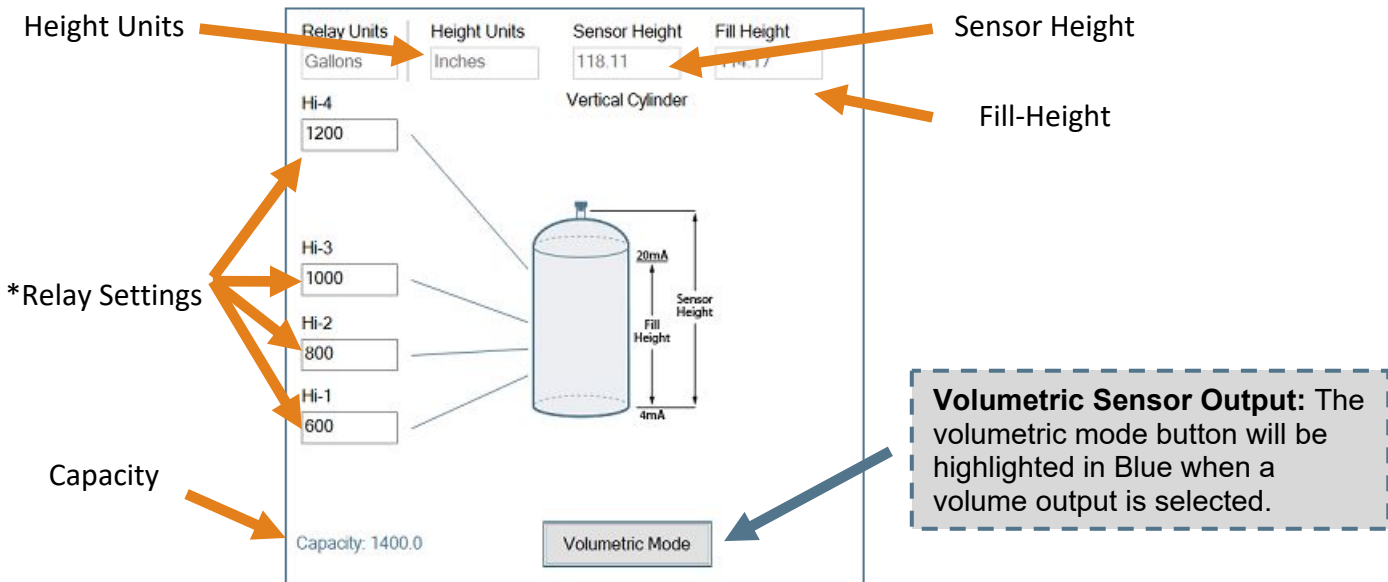 Height Units
Relay Units Height Units Sensor Height Fill Height
Sensor Height
Gallons Inches 118.11
Hi-4 Vertical Cylinder
Fill-Height
1200
Hi-3
20mA
1000
*Relay Settings
Sensor
Height
Hi-2
Fill
Height
800
Hi-1
4mA
600
Volumetric Sensor Output: The
volumetric mode button will be
highlighted in Blue when a
volume output is selected.
Capacity
Capacity: 1400.0 Volumetric Mode